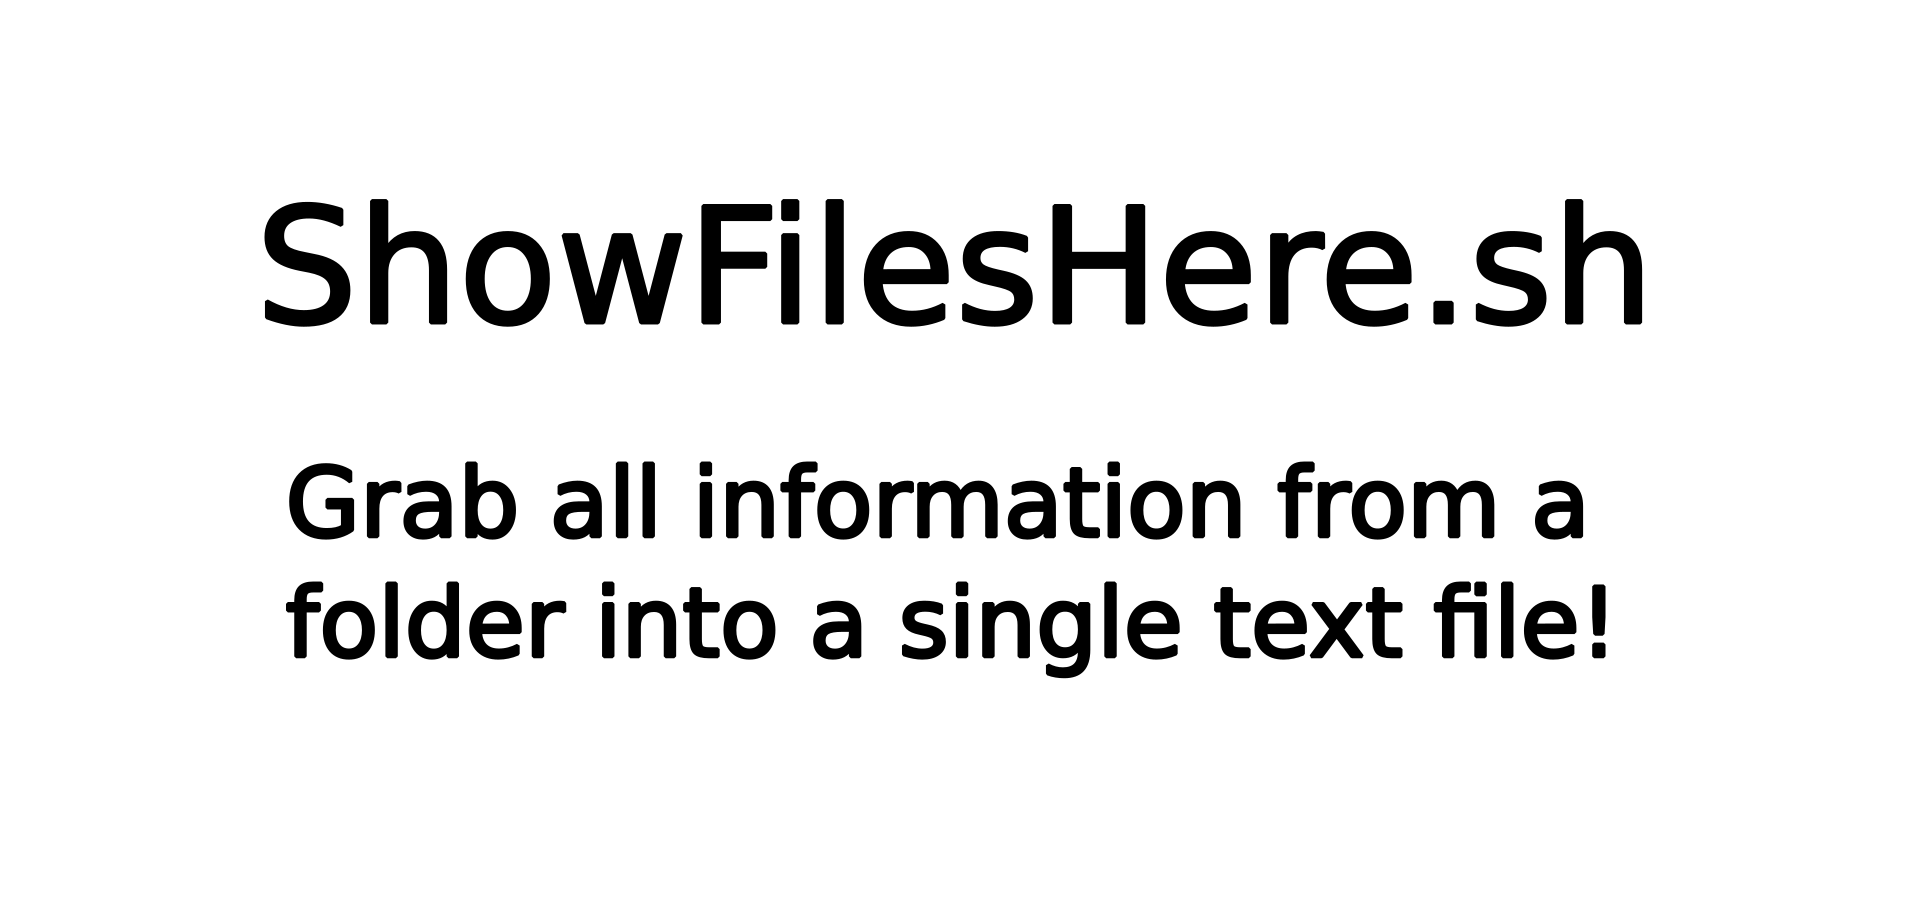 ShowFilesHere.sh
Grab all information from a
folder into a single text file!